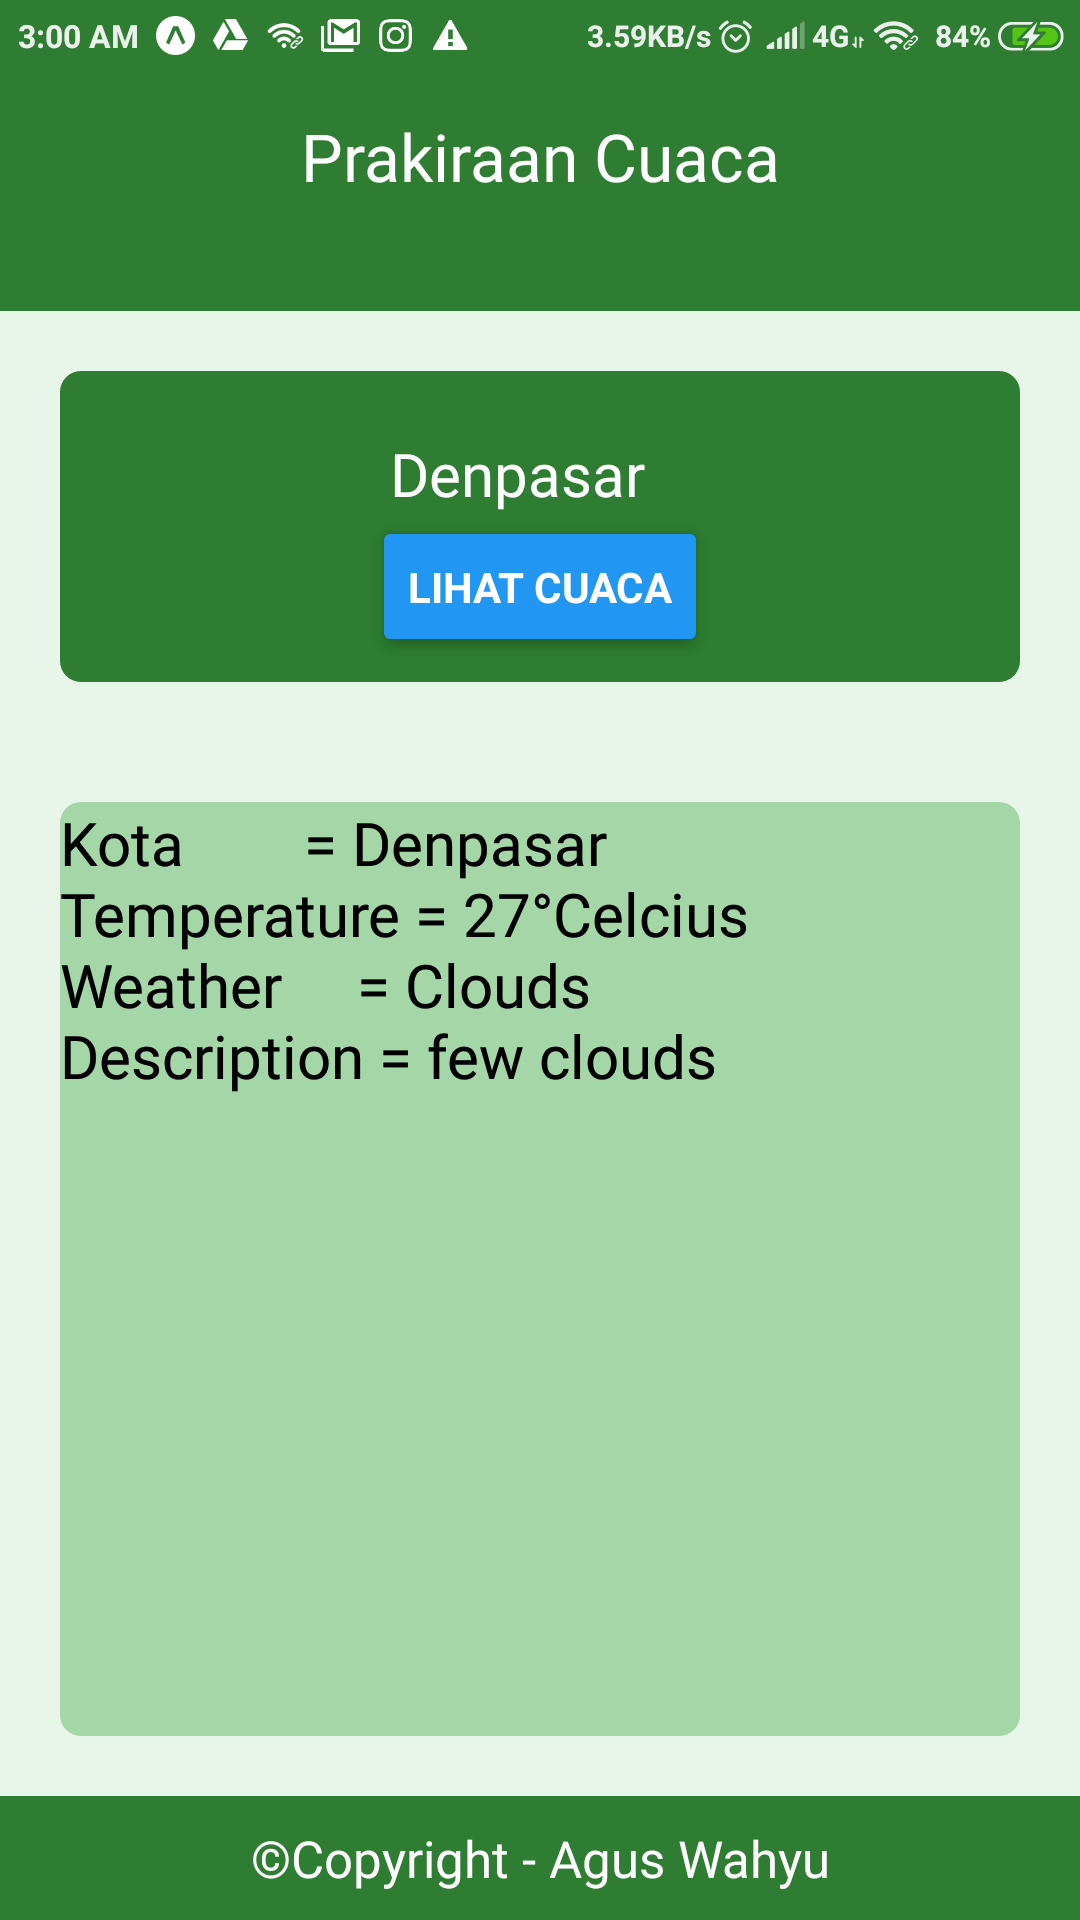 3:00 AM 3.59KB/s 4G 84%
Prakiraan Cuaca
Denpasar
LIHAT CUACA
Kota = Denpasar
Temperature = 27°Celcius
Weather = Clouds
Description = few clouds
©Copyright - Agus Wahyu